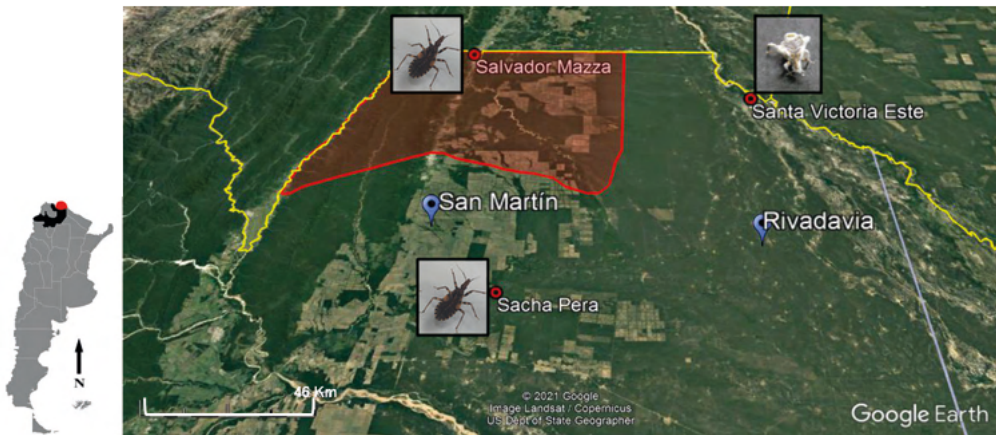 Salvador Mazza
Santa Victoria Este
San Martín
Rivadavia
Sacha Pera
N
46 Km
© 2021 Google
Image Landsat / Copernicus
US Dept of State Geographer
Google Earth